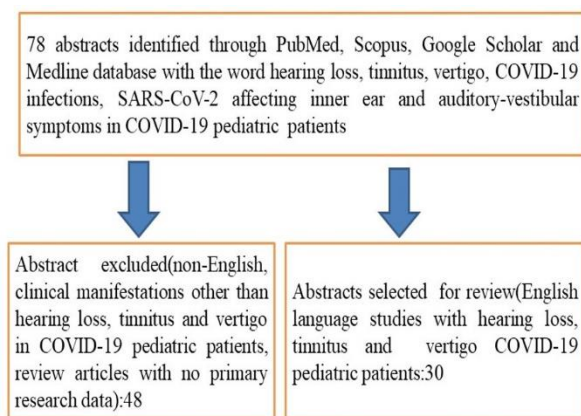 78 abstracts identified through PubMed, Scopus, Google Scholar and
Medline database with the word hearing loss, tinnitus, vertigo, COVID-19
infections, SARS-CoV-2 affecting inner ear and auditory-vestibular
symptoms in COVID-19 pediatric patients
Abstract excluded(non-English,
clinical manifestations other than
hearing loss, tinnitus and vertigo
in COVID-19 pediatric patients,
review articles with no primary
research data):48
Abstracts selected for review(English
language studies with hearing loss,
tinnitus and vertigo COVID-19
pediatric patients:30